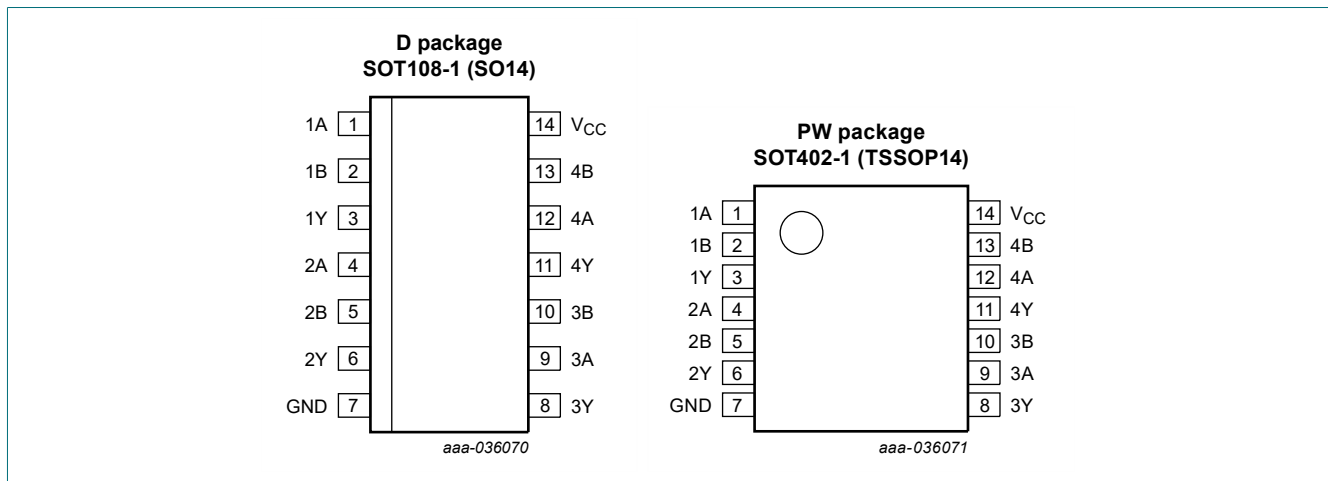 D package
SOT108-1 (SO14)
1A 1 14 VCC
1B 2 13 4B
1Y 3 12 4A
2A 4 11 4Y
2B 5 10 3B
2Y 6 9 3A
GND 7 8 3Y
aaa-036070
PW package
SOT402-1 (TSSOP14)
1A 1 14 VCC
1B 2 13 4B
1Y 3 12 4A
2A 4 11 4Y
2B 5 10 3B
2Y 6 9 3A
GND 7 8 3Y
aaa-036071